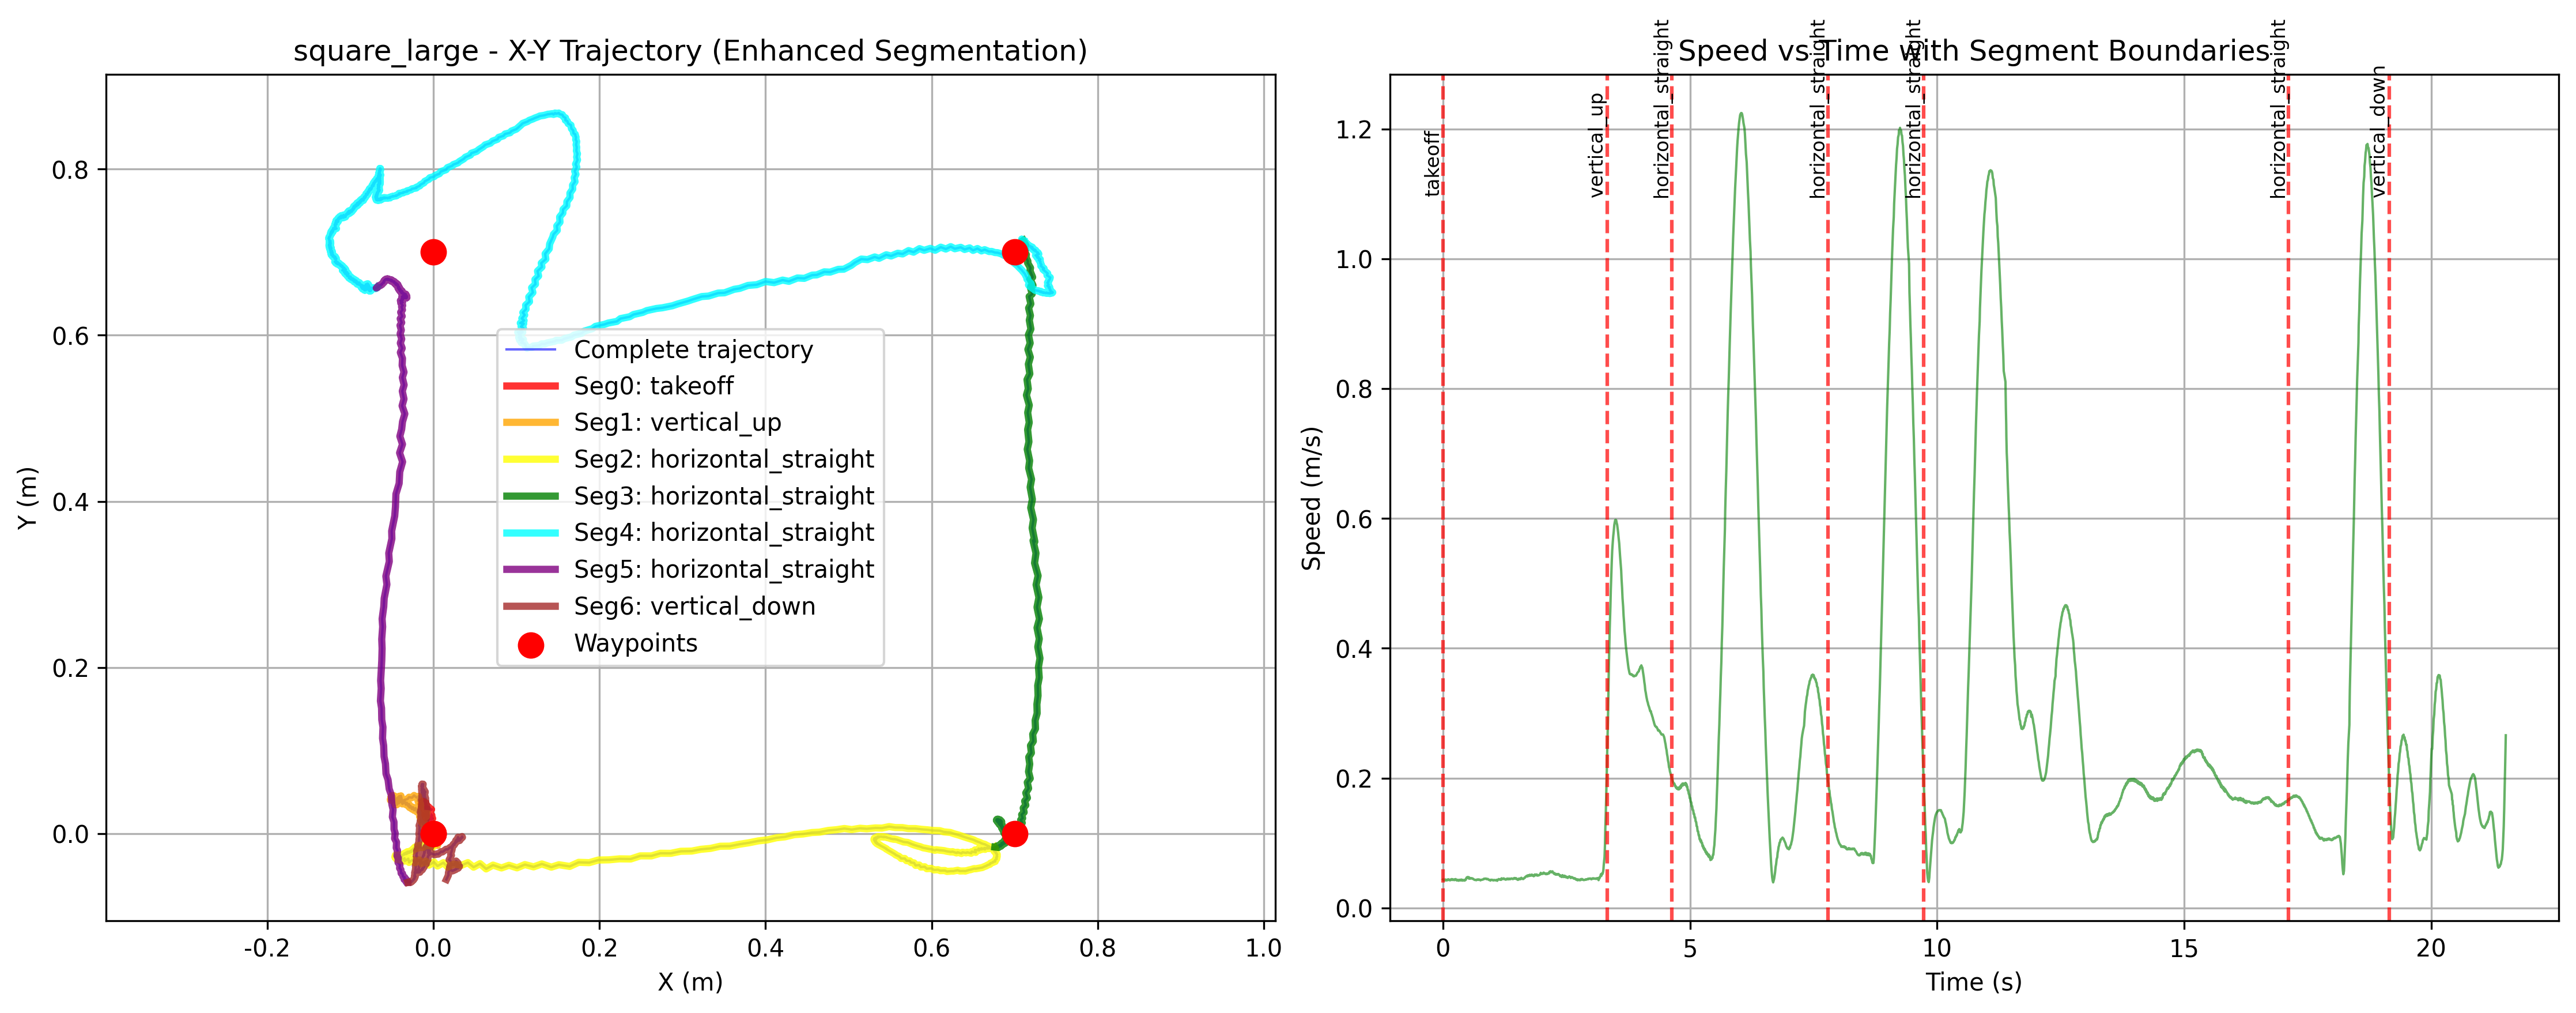 square_large - X-Y Trajectory (Enhanced Segmentation)
Y (m)
0.8
0.6
0.4
0.2
0.0
-0.2
0.0
0.2
0.4
0.6
0.8
1.0
X (m)
Complete trajectory
Seg0: takeoff
Seg1: vertical_up
Seg2: horizontal_straight
Seg3: horizontal_straight
Seg4: horizontal_straight
Seg5: horizontal_straight
Seg6: vertical_down
Waypoints
Speed vs Time with Segment Boundaries
Speed (m/s)
1.2
1.0
0.8
0.6
0.4
0.2
0.0
takeoff
vertical_up
horizontal_straight
horizontal_straight
horizontal_straight
horizontal_straight
vertical_down
0
5
10
15
20
Time (s)